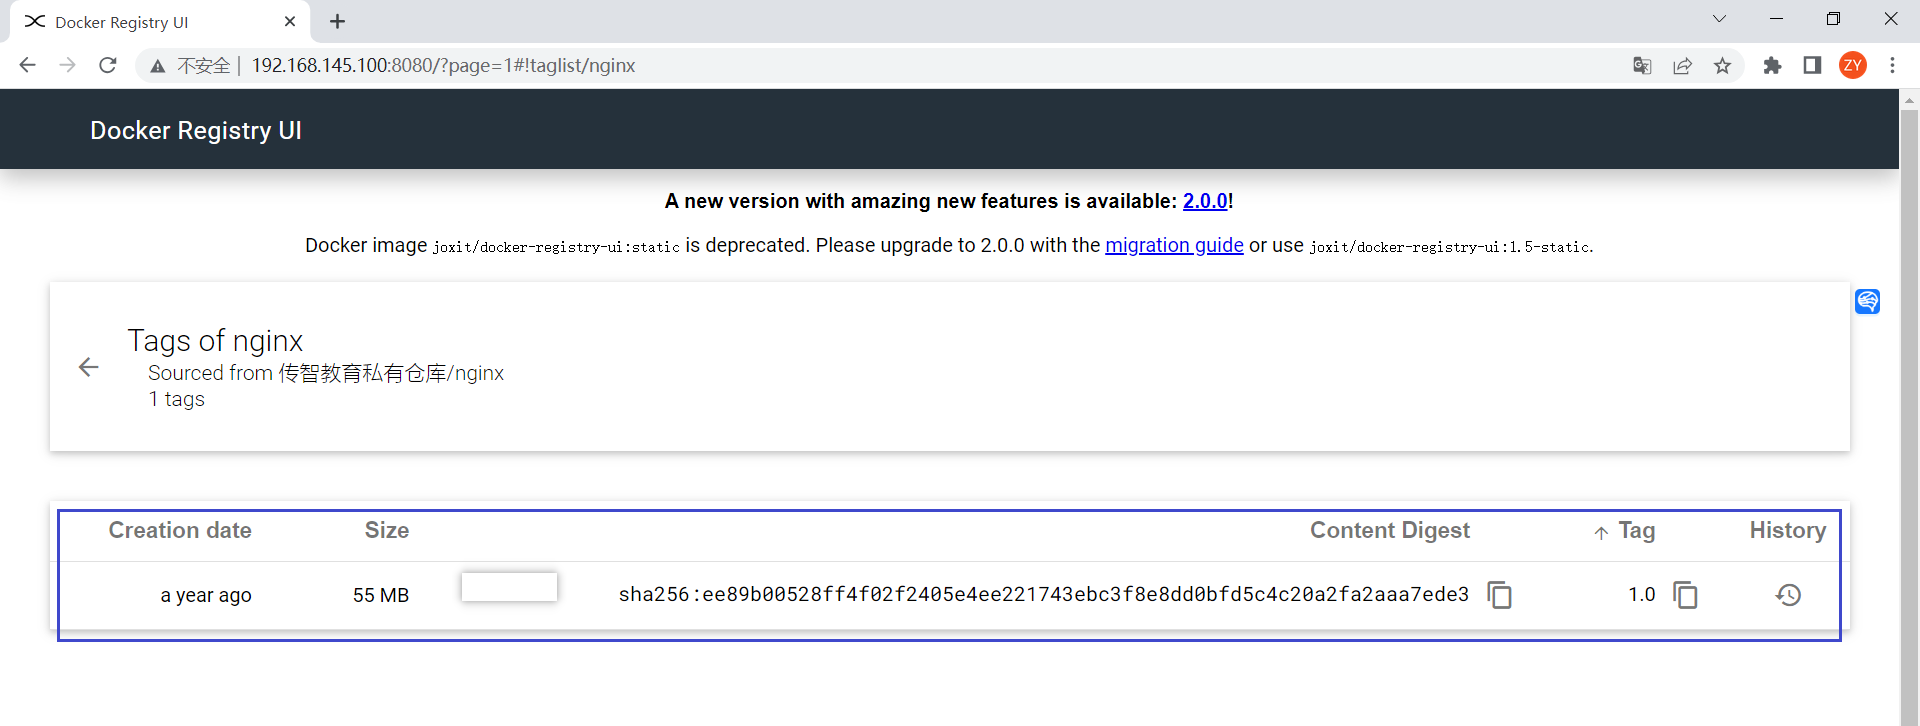 Docker Registry UI
不安全 192.168.145.100:8080/?page=1#!taglist/nginx
ZY
Docker Registry UI
A new version with amazing new features is available: 2.0.0!
Docker image joxit/docker-registry-ui:static is deprecated. Please upgrade to 2.0.0 with the migration guide or use joxit/docker-registry-ui:1.5-static.
Tags of nginx
Sourced from 传智教育私有仓库/nginx
1 tags
Creation date Size Content Digest Tag History
a year ago 55 MB sha256:ee89b00528ff4f02f2405e4ee221743ebc3f8e8dd0bfd5c4c20a2fa2aaa7ede3 1.0